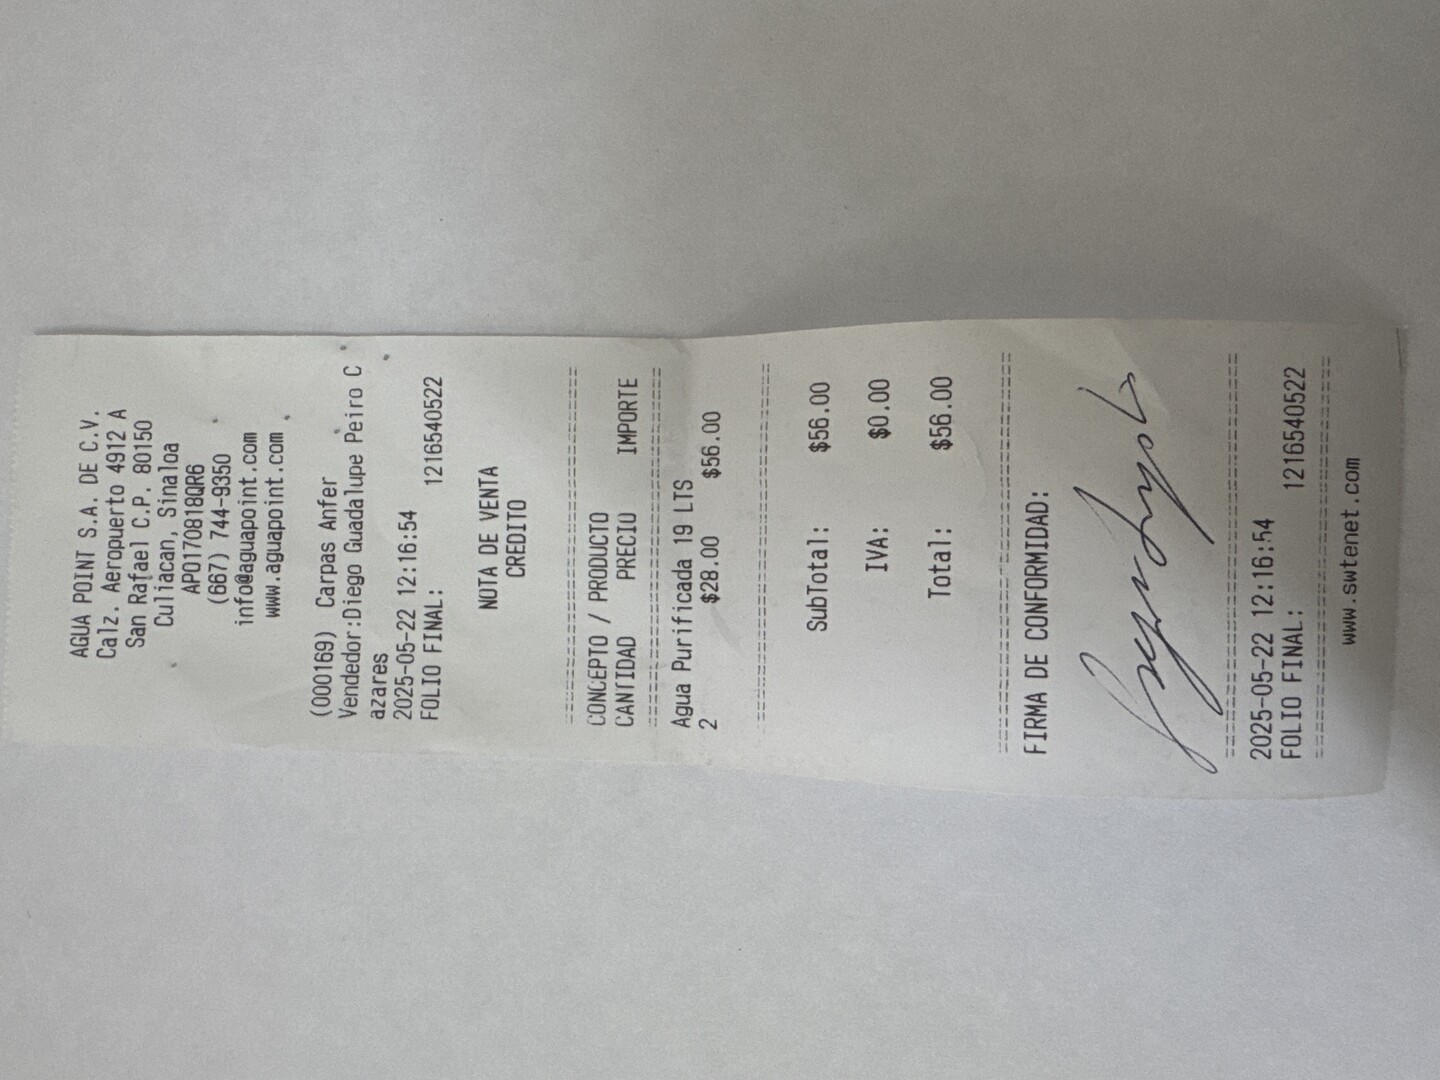 AGUA POINT S.A. DE C.V.
Calz. Aeropuerto 4912 A
San Rafael C.P. 80150
Culiacan, Sinaloa
APO170818QR6
(667) 744-9350
info@aguapoint.com
www.aguapoint.com
(000169) Carpas Anfer
Vendedor:Diego Guadalupe Peiro C
azares
2025-05-22 12:16:54
FOLIO FINAL: 1216540522
NOTA DE VENTA
CREDITO
==============================
CONCEPTO / PRODUCTO
CANTIDAD PRECIO IMPORTE
==============================
Agua Purificada 19 LTS
2 $28.00 $56.00
------------------------------
SubTotal: $56.00
IVA: $0.00
Total: $56.00
==============================
FIRMA DE CONFORMIDAD:
==============================
2025-05-22 12:16:54
FOLIO FINAL: 1216540522
==============================
www.swtenet.com